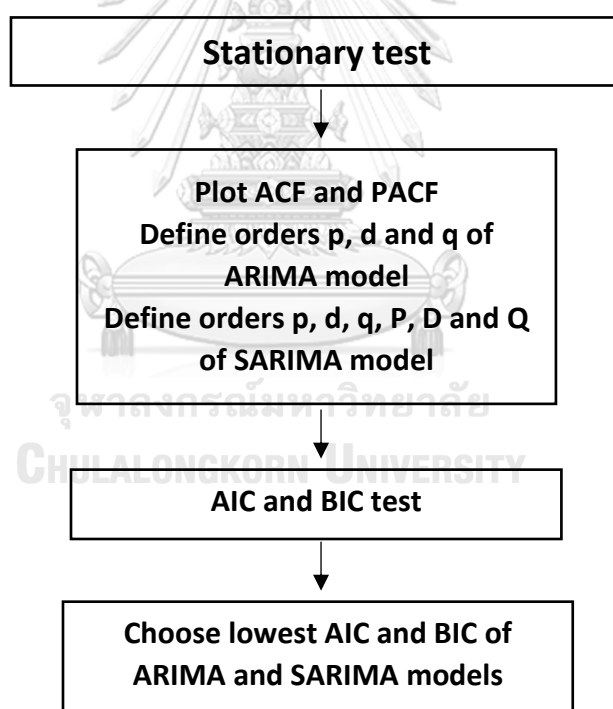 Stationary test
Plot ACF and PACF
Define orders p, d and q of
ARIMA model
Define orders p, d, q, P, D and Q
of SARIMA model
จุฬาลงกรณ์มหาวิทยาลัย
CHULALONGKORN UNIVERSITY
AIC and BIC test
Choose lowest AIC and BIC of
ARIMA and SARIMA models